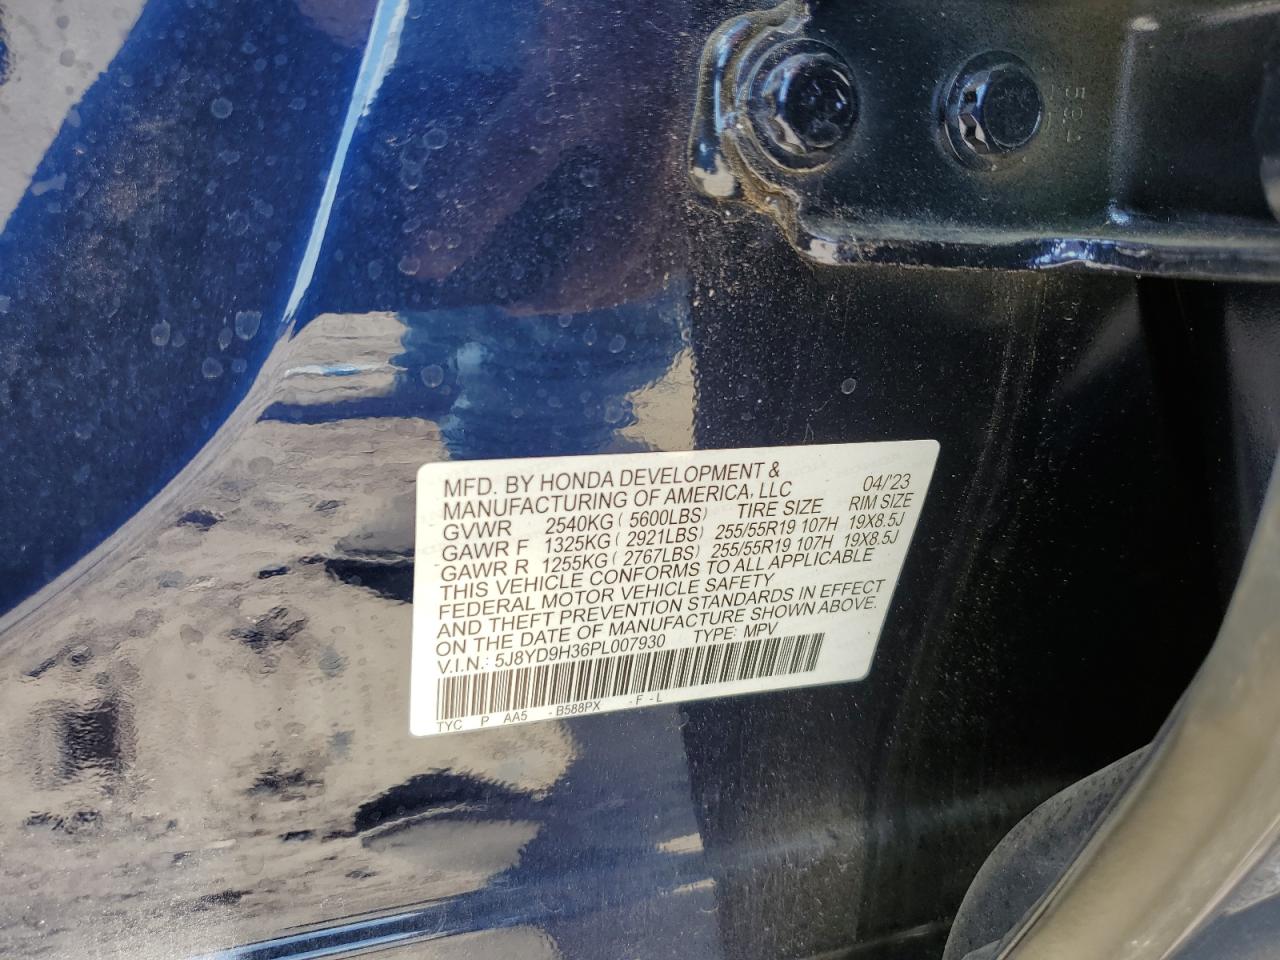 MFD. BY HONDA DEVELOPMENT &
MANUFACTURING OF AMERICA, LLC 04/'23
GVWR 2540KG ( 5600LBS) TIRE SIZE RIM SIZE
GAWR F 1325KG ( 2921LBS) 255/55R19 107H 19X8.5J
GAWR R 1255KG ( 2767LBS) 255/55R19 107H 19X8.5J
THIS VEHICLE CONFORMS TO ALL APPLICABLE
FEDERAL MOTOR VEHICLE SAFETY
AND THEFT PREVENTION STANDARDS IN EFFECT
ON THE DATE OF MANUFACTURE SHOWN ABOVE.
V.I.N.: 5J8YD9H36PL007930 TYPE: MPV
TYC P AA5 -B588PX -F -L